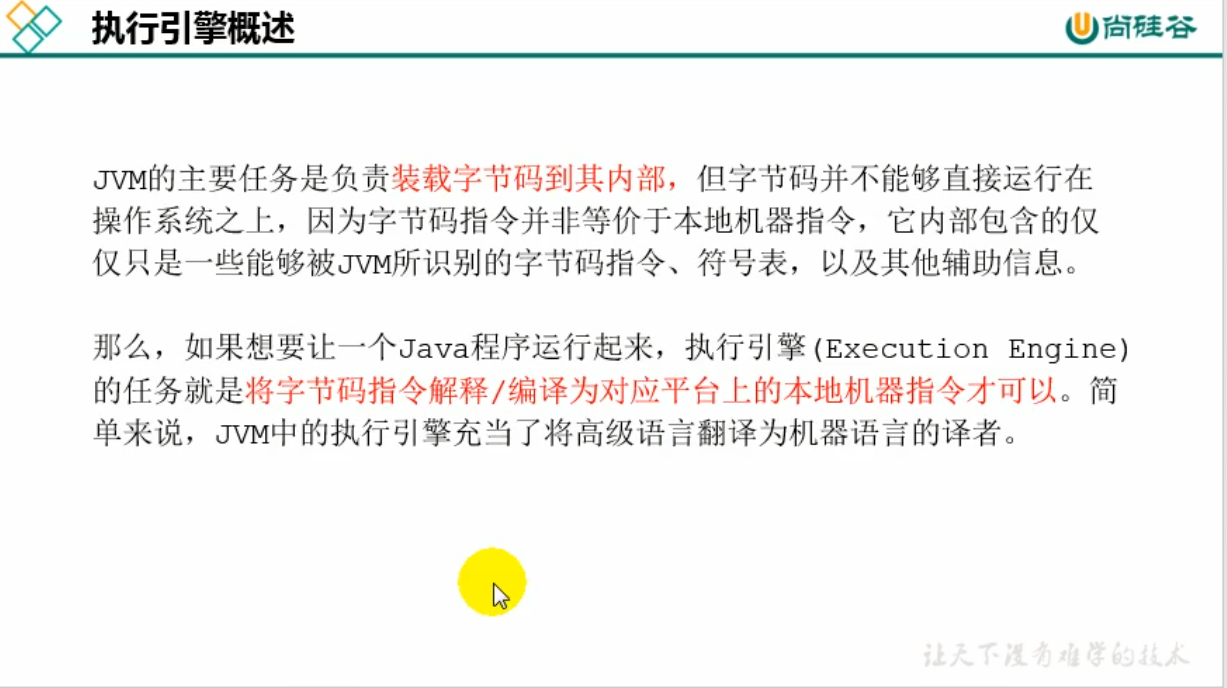 执行引擎概述
尚硅谷
JVM的主要任务是负责装载字节码到其内部，但字节码并不能够直接运行在
操作系统之上，因为字节码指令并非等价于本地机器指令，它内部包含的仅
仅只是一些能够被JVM所识别的字节码指令、符号表，以及其他辅助信息。
那么，如果想要让一个Java程序运行起来，执行引擎(Execution Engine)
的任务就是将字节码指令解释/编译为对应平台上的本地机器指令才可以。简
单来说，JVM中的执行引擎充当了将高级语言翻译为机器语言的译者。
让天下没有难学的技术